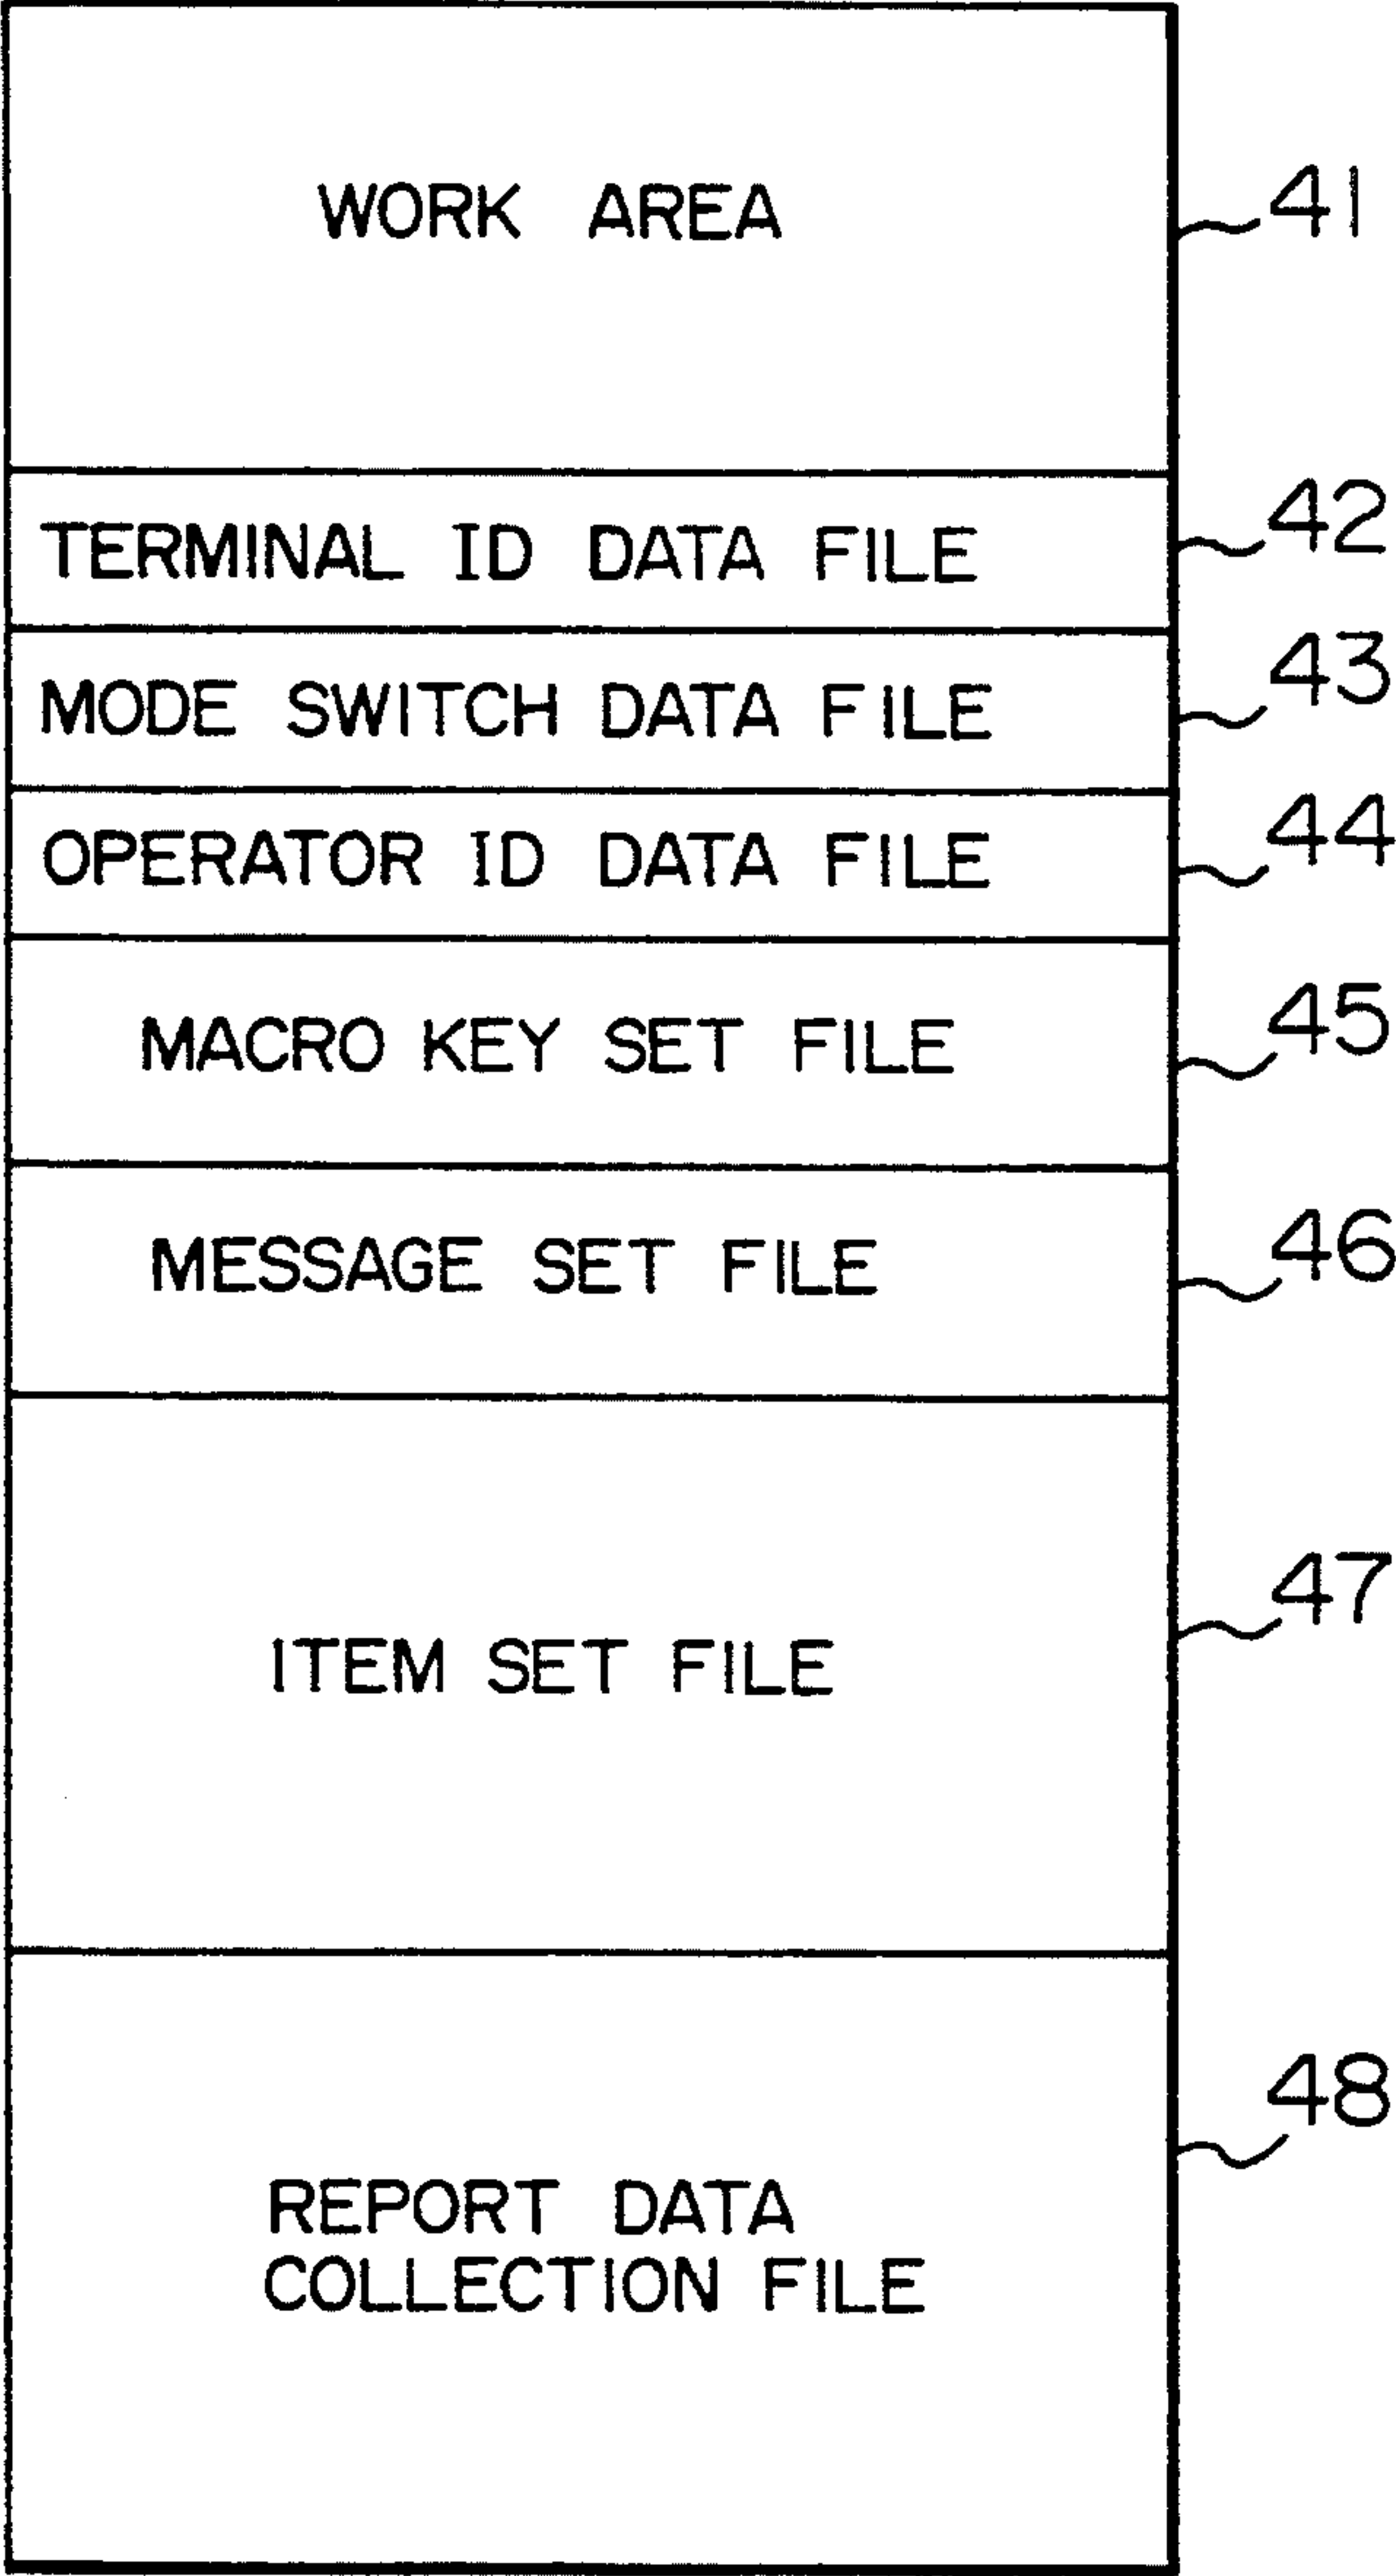 WORK AREA 41
TERMINAL ID DATA FILE 42
MODE SWITCH DATA FILE 43
OPERATOR ID DATA FILE 44
MACRO KEY SET FILE 45
MESSAGE SET FILE 46
ITEM SET FILE 47
48
REPORT DATA
COLLECTION FILE